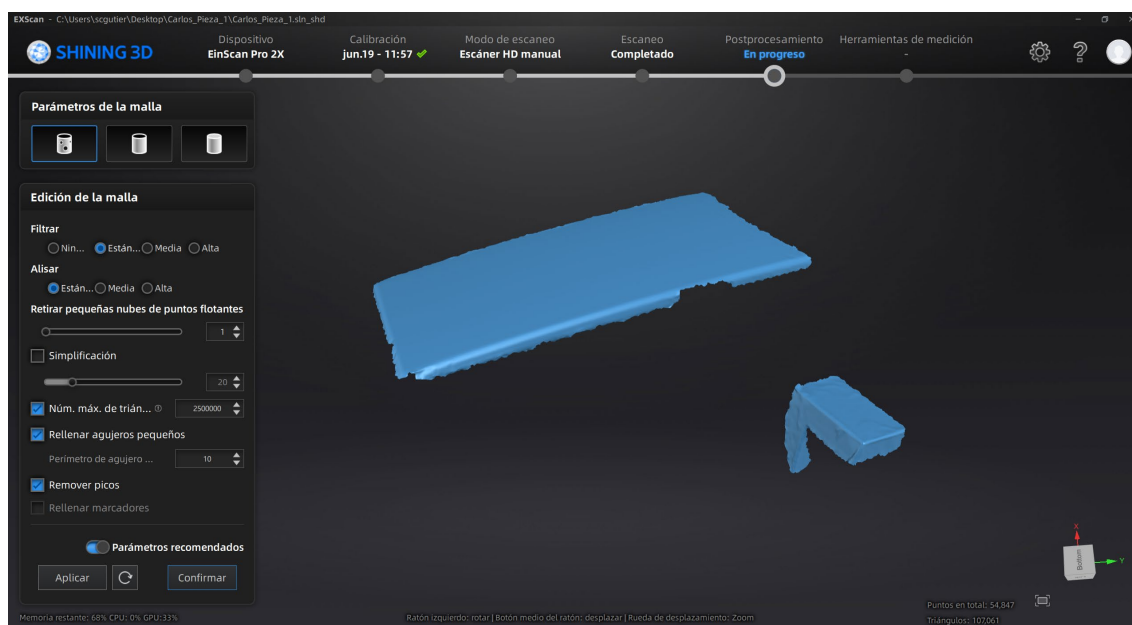 EXScan - C:\Users\scgutier\Desktop\Carlos_Pieza_1\Carlos_Pieza_1.sln_shd
SHINING 3D
Dispositivo
EinScan Pro 2X
Calibración
jun.19 - 11:57
Modo de escaneo
Escáner HD manual
Escaneo
Completado
Postprocesamiento
En progreso
Herramientas de medición
-
Parámetros de la malla
Edición de la malla
Filtrar
Nin... Están... Media Alta
Alisar
Están... Media Alta
Retirar pequeñas nubes de puntos flotantes
1
Simplificación
20
Núm. máx. de trián... 2500000
Rellenar agujeros pequeños
Perímetro de agujero ... 10
Remover picos
Rellenar marcadores
Parámetros recomendados
Aplicar Confirmar
X
Bottom
Y
Puntos en total: 54,847
Triángulos: 107,061
Memoria restante: 68% CPU: 0% GPU:33%
Ratón izquierdo: rotar | Botón medio del ratón: desplazar | Rueda de desplazamiento: Zoom